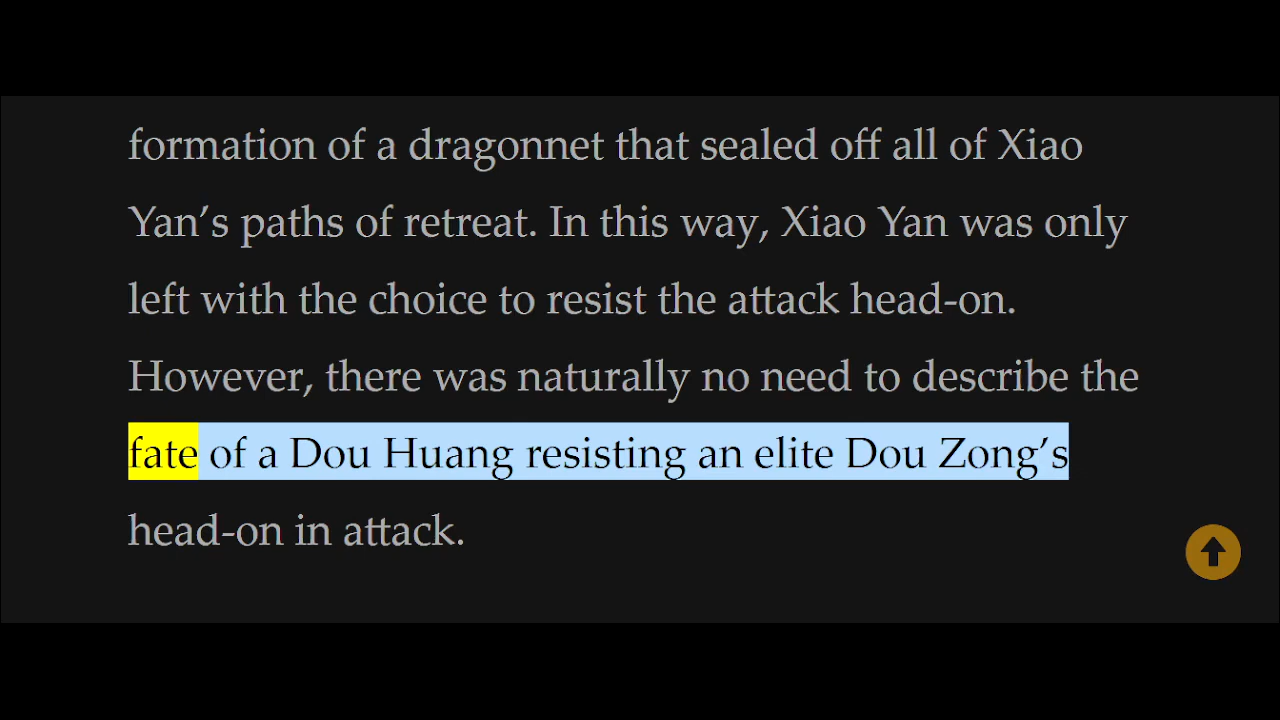 formation of a dragonnet that sealed off all of Xiao
Yan’s paths of retreat. In this way, Xiao Yan was only
left with the choice to resist the attack head-on.
However, there was naturally no need to describe the
fate of a Dou Huang resisting an elite Dou Zong’s
head-on in attack.